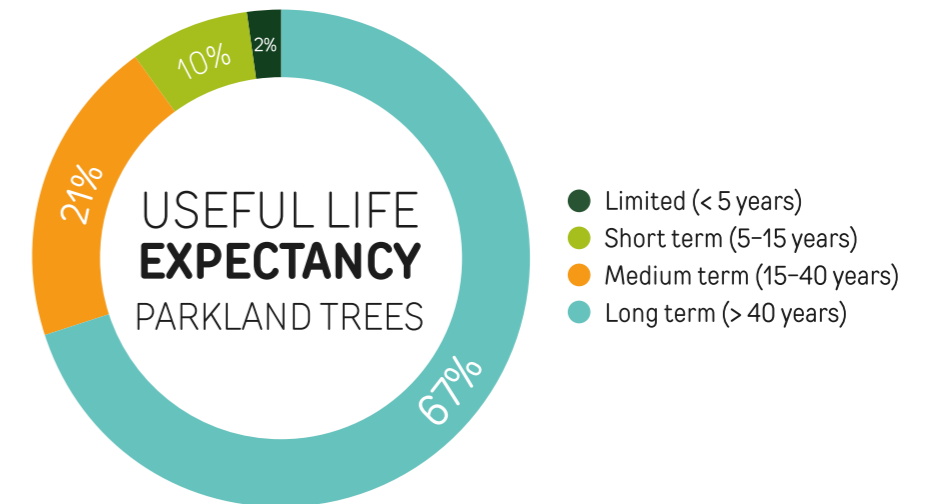 2%
10%
21%
67%
USEFUL LIFE
EXPECTANCY
PARKLAND TREES
Limited (< 5 years)
Short term (5–15 years)
Medium term (15–40 years)
Long term (> 40 years)